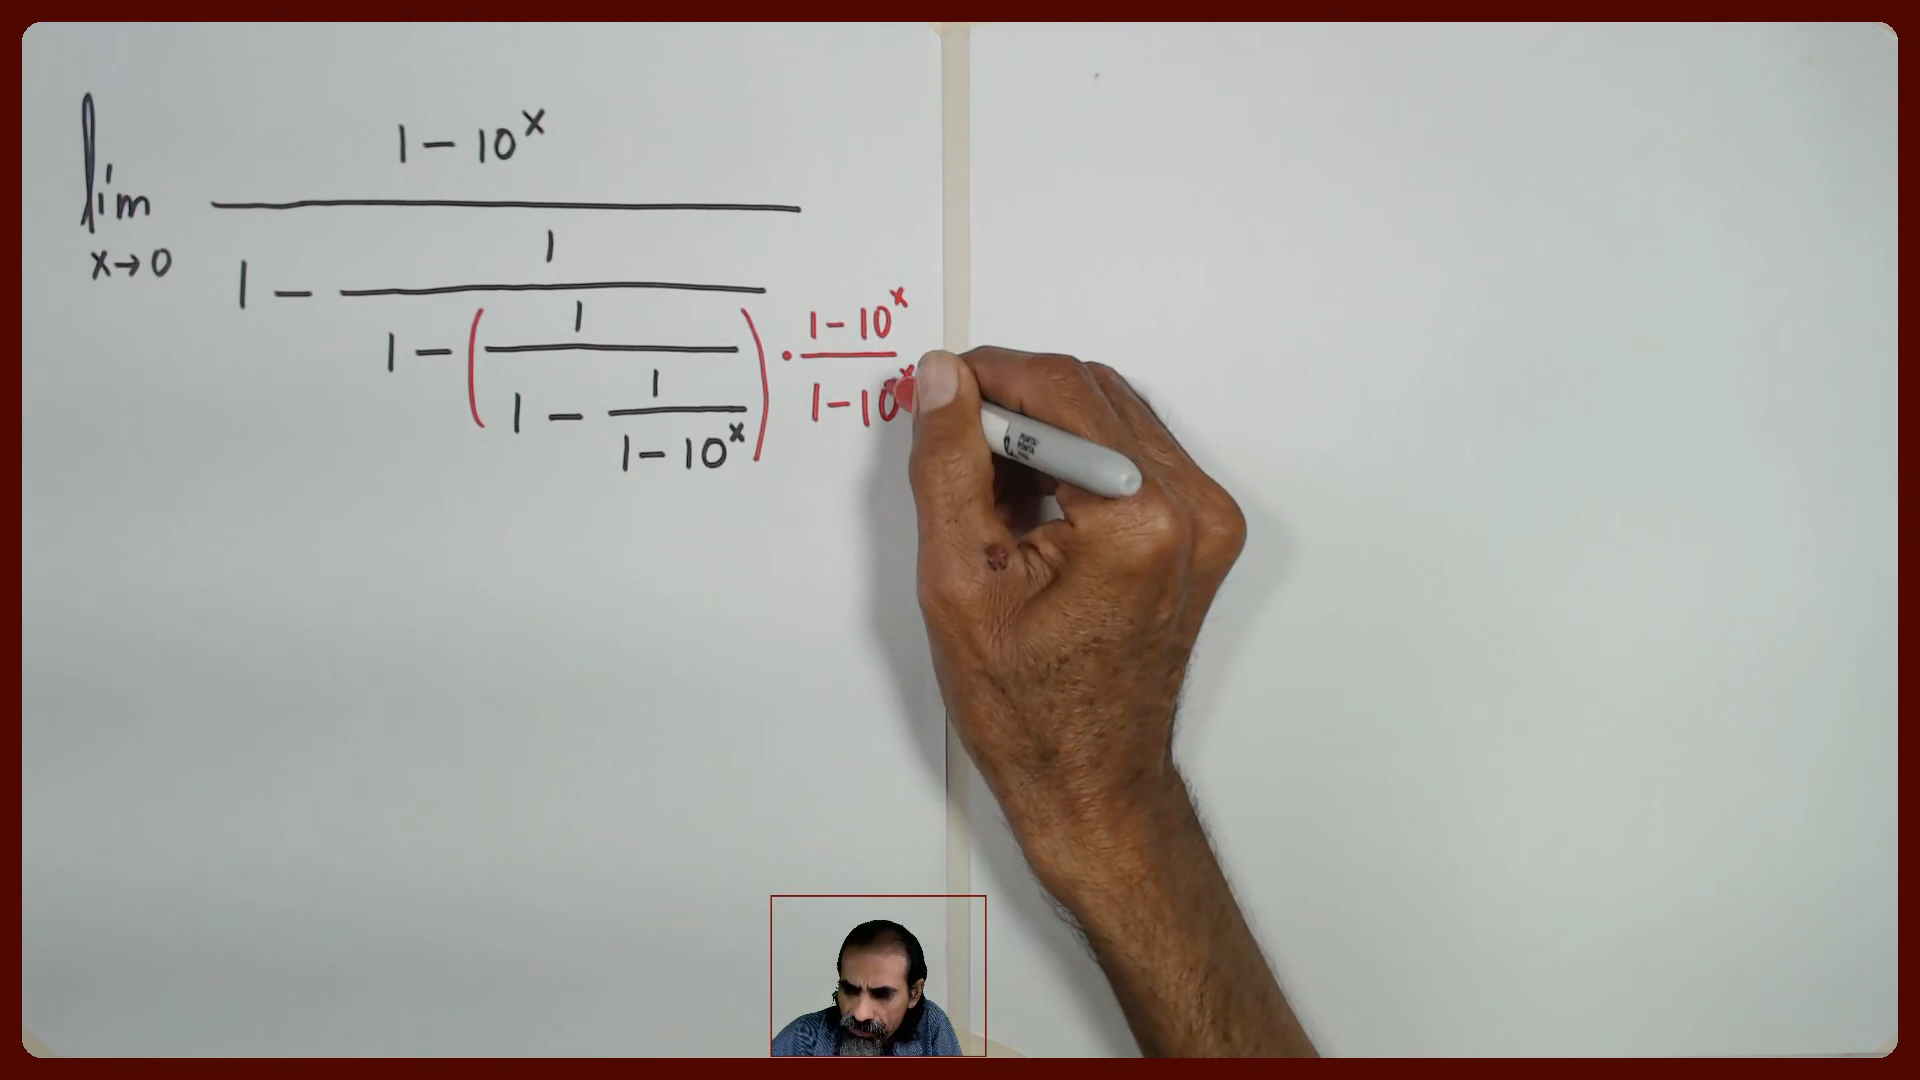 lim x→0
1 - 10^x
1 - 1
1 - ( 1 ) · 1 - 10^x
1 - 1 1 - 10^x
1 - 10^x